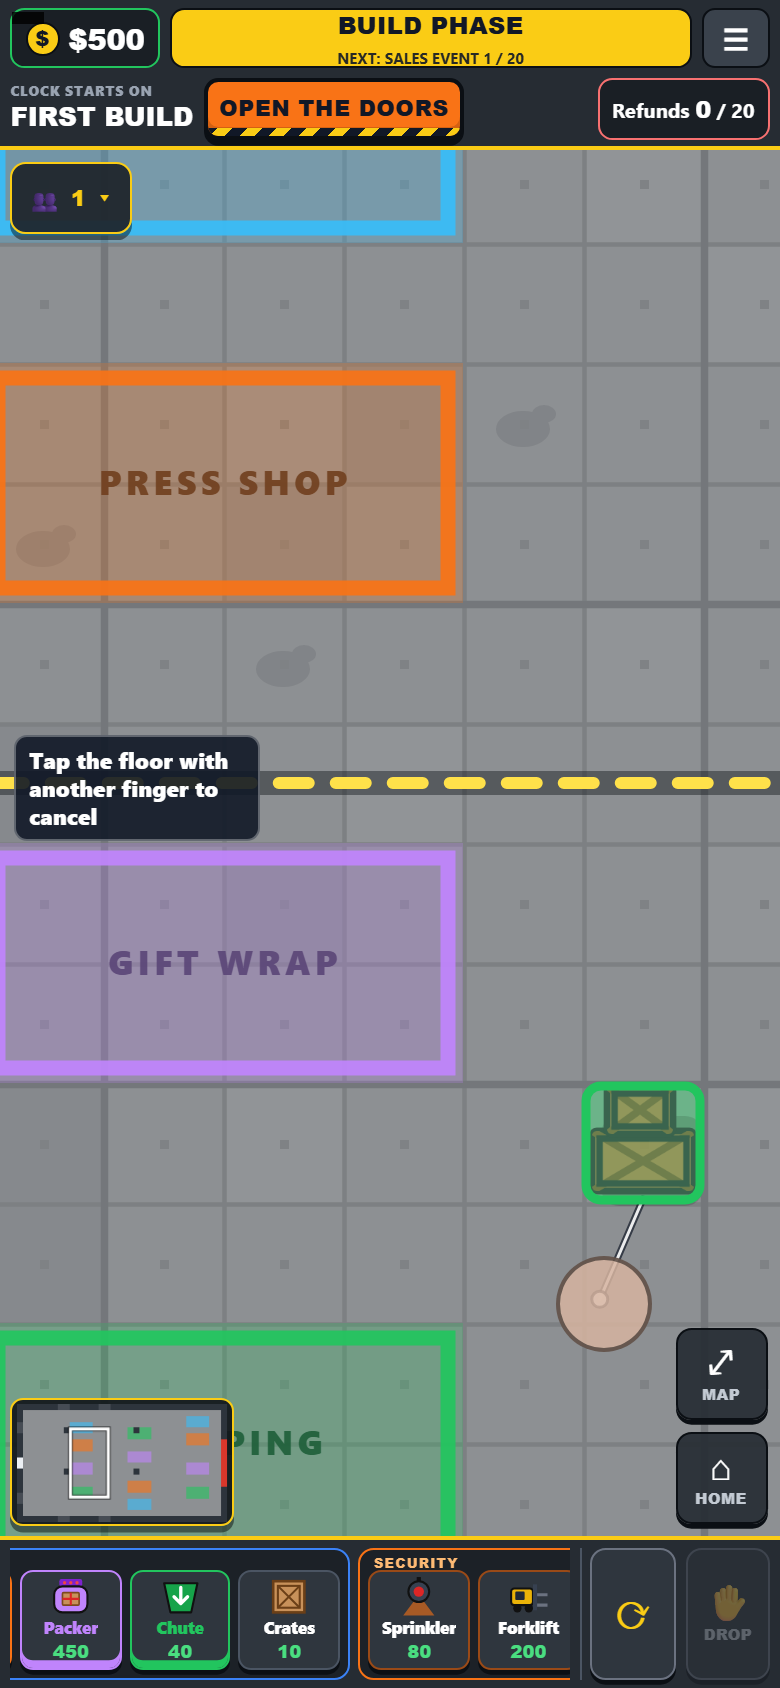 $500
BUILD PHASE
NEXT: SALES EVENT 1 / 20
CLOCK STARTS ON
FIRST BUILD
OPEN THE DOORS
Refunds 0 / 20
1
PRESS SHOP
Tap the floor with
another finger to
cancel
GIFT WRAP
PING
MAP
HOME
SECURITY
Packer
450
Chute
40
Crates
10
Sprinkler
80
Forklift
200
DROP